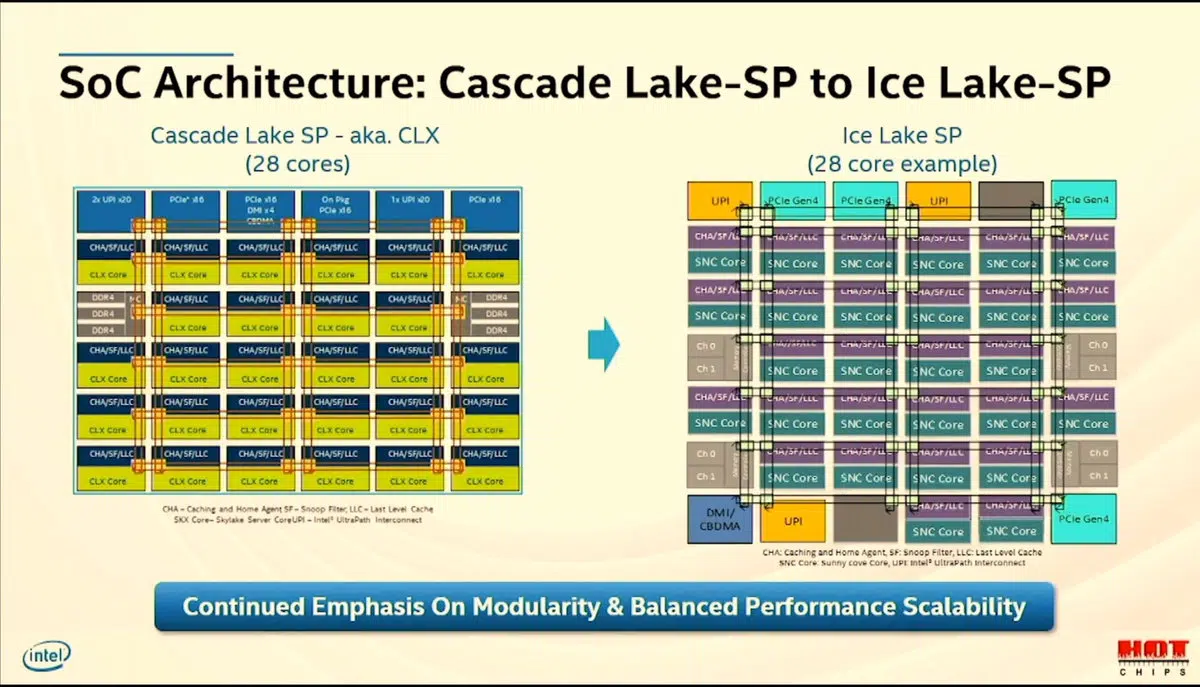 SoC Architecture: Cascade Lake-SP to Ice Lake-SP
Cascade Lake SP - aka. CLX
(28 cores)
2x UPI x20 PCIe* x16 PCIe x16 On Pkg 1x UPI x20 PCIe x16
DMI x4 PCIe x16
CBDMA
CHA/SF/LLC CHA/SF/LLC CHA/SF/LLC CHA/SF/LLC CHA/SF/LLC CHA/SF/LLC
CLX Core CLX Core CLX Core CLX Core CLX Core CLX Core
DDR4 MC CHA/SF/LLC CHA/SF/LLC CHA/SF/LLC CHA/SF/LLC MC DDR4
DDR4 DDR4
DDR4 CLX Core CLX Core CLX Core CLX Core DDR4
CHA/SF/LLC CHA/SF/LLC CHA/SF/LLC CHA/SF/LLC CHA/SF/LLC CHA/SF/LLC
CLX Core CLX Core CLX Core CLX Core CLX Core CLX Core
CHA/SF/LLC CHA/SF/LLC CHA/SF/LLC CHA/SF/LLC CHA/SF/LLC CHA/SF/LLC
CLX Core CLX Core CLX Core CLX Core CLX Core CLX Core
CHA/SF/LLC CHA/SF/LLC CHA/SF/LLC CHA/SF/LLC CHA/SF/LLC CHA/SF/LLC
CLX Core CLX Core CLX Core CLX Core CLX Core CLX Core
CHA – Caching and Home Agent SF – Snoop Filter, LLC – Last Level Cache
SKX Core– Skylake Server Core UPI – Intel® UltraPath Interconnect
Ice Lake SP
(28 core example)
UPI PCIe Gen4 PCIe Gen4 UPI PCIe Gen4
CHA/SF/LLC CHA/SF/LLC CHA/SF/LLC CHA/SF/LLC CHA/SF/LLC CHA/SF/LLC
SNC Core SNC Core SNC Core SNC Core SNC Core SNC Core
CHA/SF/LLC CHA/SF/LLC CHA/SF/LLC CHA/SF/LLC CHA/SF/LLC CHA/SF/LLC
SNC Core SNC Core SNC Core SNC Core SNC Core SNC Core
Ch 0 CHA/SF/LLC CHA/SF/LLC CHA/SF/LLC CHA/SF/LLC Ch 0
Ch 1 SNC Core SNC Core SNC Core SNC Core Ch 1
CHA/SF/LLC CHA/SF/LLC CHA/SF/LLC CHA/SF/LLC CHA/SF/LLC CHA/SF/LLC
SNC Core SNC Core SNC Core SNC Core SNC Core SNC Core
Ch 0 CHA/SF/LLC CHA/SF/LLC CHA/SF/LLC CHA/SF/LLC Ch 0
Ch 1 SNC Core SNC Core SNC Core SNC Core Ch 1
DMI/ UPI CHA/SF/LLC CHA/SF/LLC PCIe Gen4
CBDMA SNC Core SNC Core
CHA: Caching and Home Agent, SF: Snoop Filter, LLC: Last Level Cache
SNC Core: Sunny cove Core, UPI: Intel® UltraPath Interconnect
Continued Emphasis On Modularity & Balanced Performance Scalability
intel
HOT
CHIPS